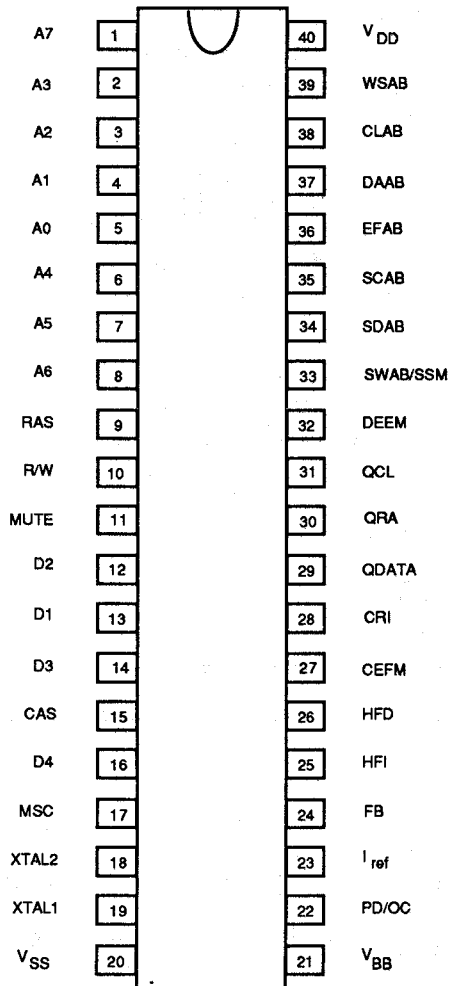 A7 1 40 VDD
A3 2 39 WSAB
A2 3 38 CLAB
A1 4 37 DAAB
A0 5 36 EFAB
A4 6 35 SCAB
A5 7 34 SDAB
A6 8 33 SWAB/SSM
RAS 9 32 DEEM
R/W 10 31 QCL
MUTE 11 30 QRA
D2 12 29 QDATA
D1 13 28 CRI
D3 14 27 CEFM
CAS 15 26 HFD
D4 16 25 HFI
MSC 17 24 FB
XTAL2 18 23 Iref
XTAL1 19 22 PD/OC
VSS 20 21 VBB